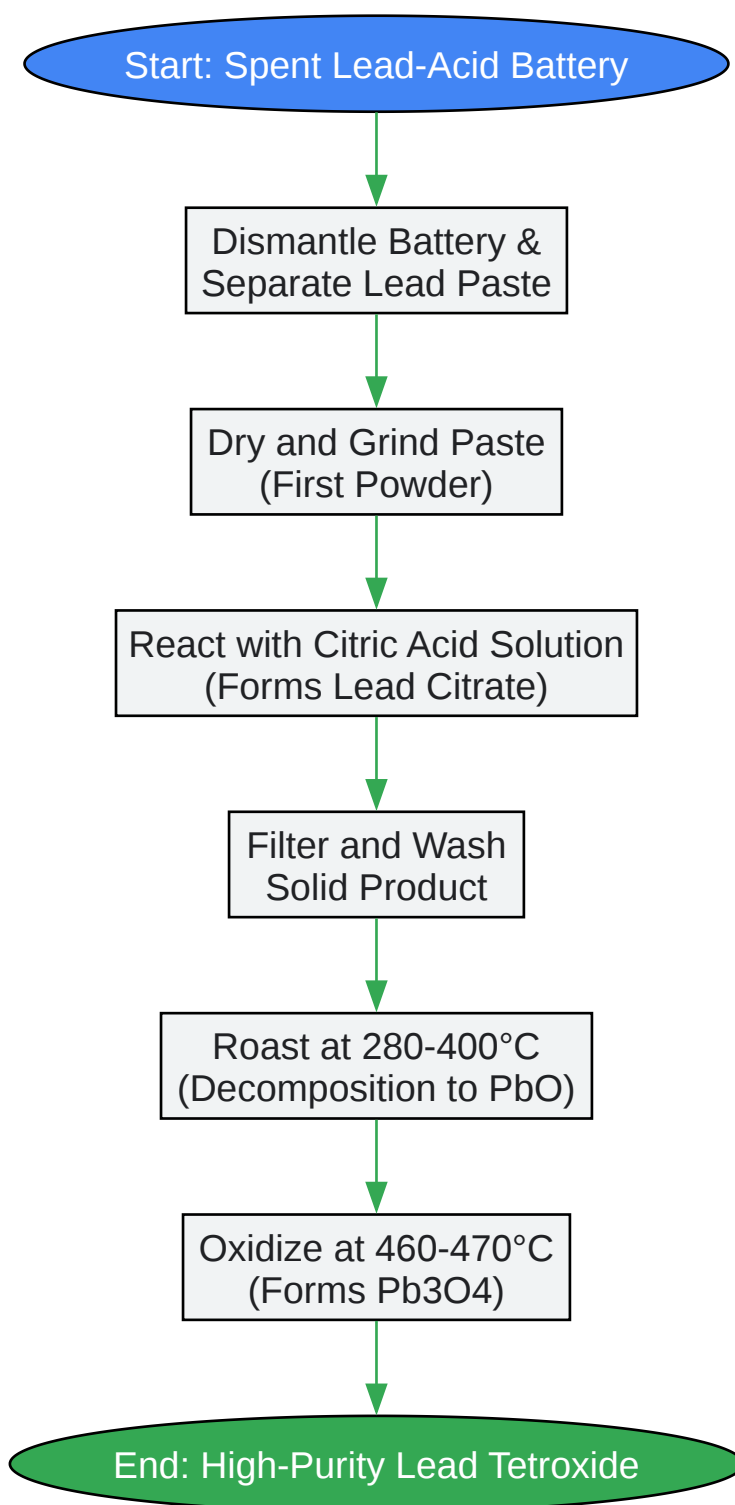 Start: Spent Lead-Acid Battery
Dismantle Battery &
Separate Lead Paste
Dry and Grind Paste
(First Powder)
React with Citric Acid Solution
(Forms Lead Citrate)
Filter and Wash
Solid Product
Roast at 280-400°C
(Decomposition to PbO)
Oxidize at 460-470°C
(Forms Pb3O4)
End: High-Purity Lead Tetroxide